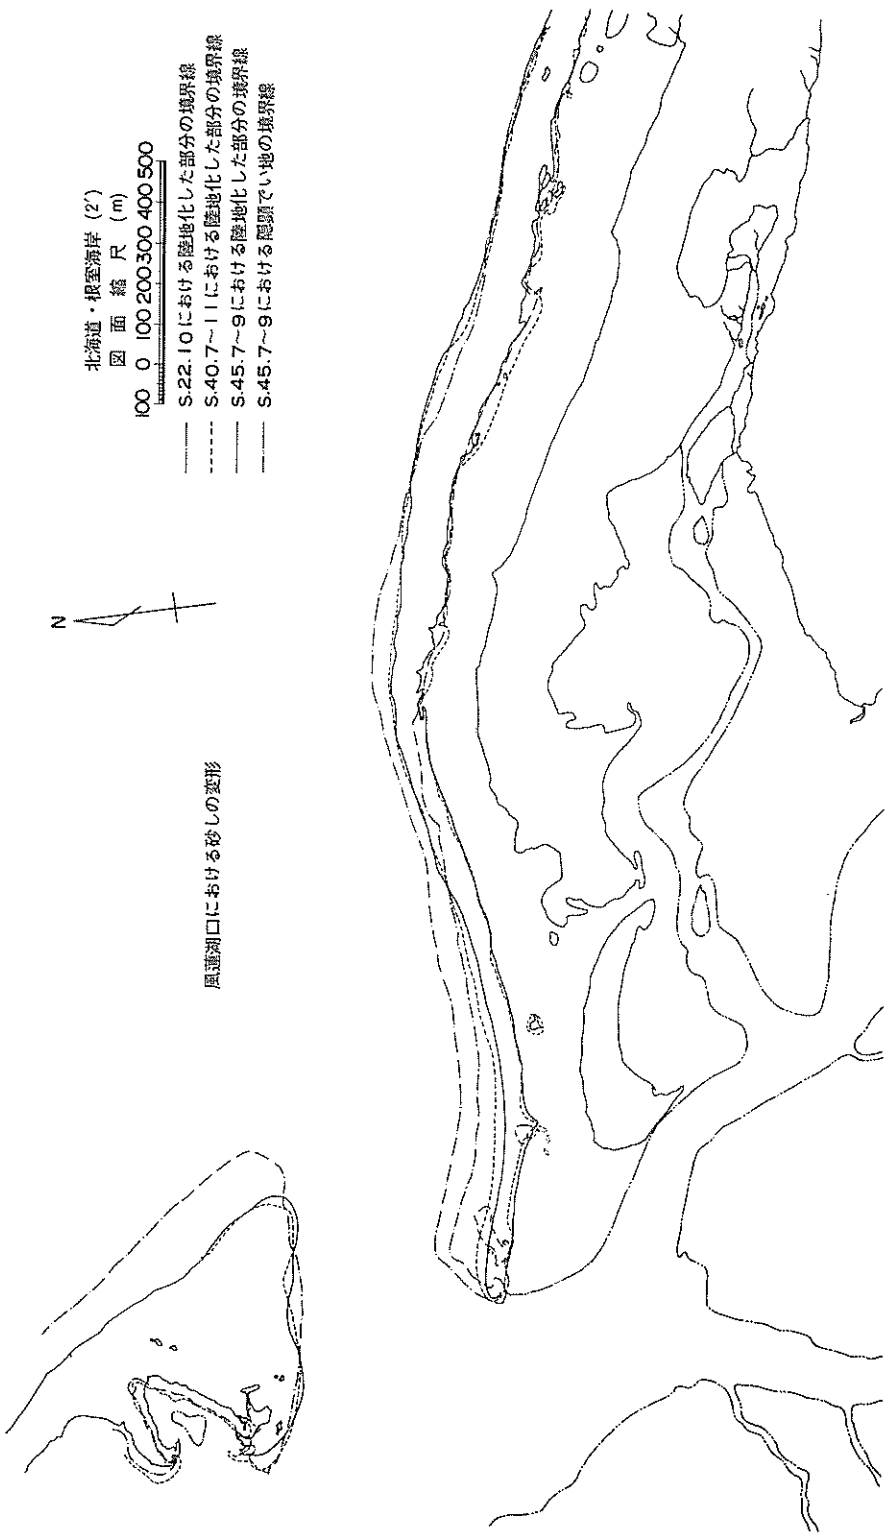 北海道・根室海岸 (2′)
図面縮尺 (m)
100 0 100 200 300 400 500
S.22.10における陸地化した部分の境界線
S.40.7〜11における陸地化した部分の境界線
S.45.7〜9における陸地化した部分の境界線
S.45.7〜9における隠顕でい地の境界線
N
風蓮湖口における砂しの変形